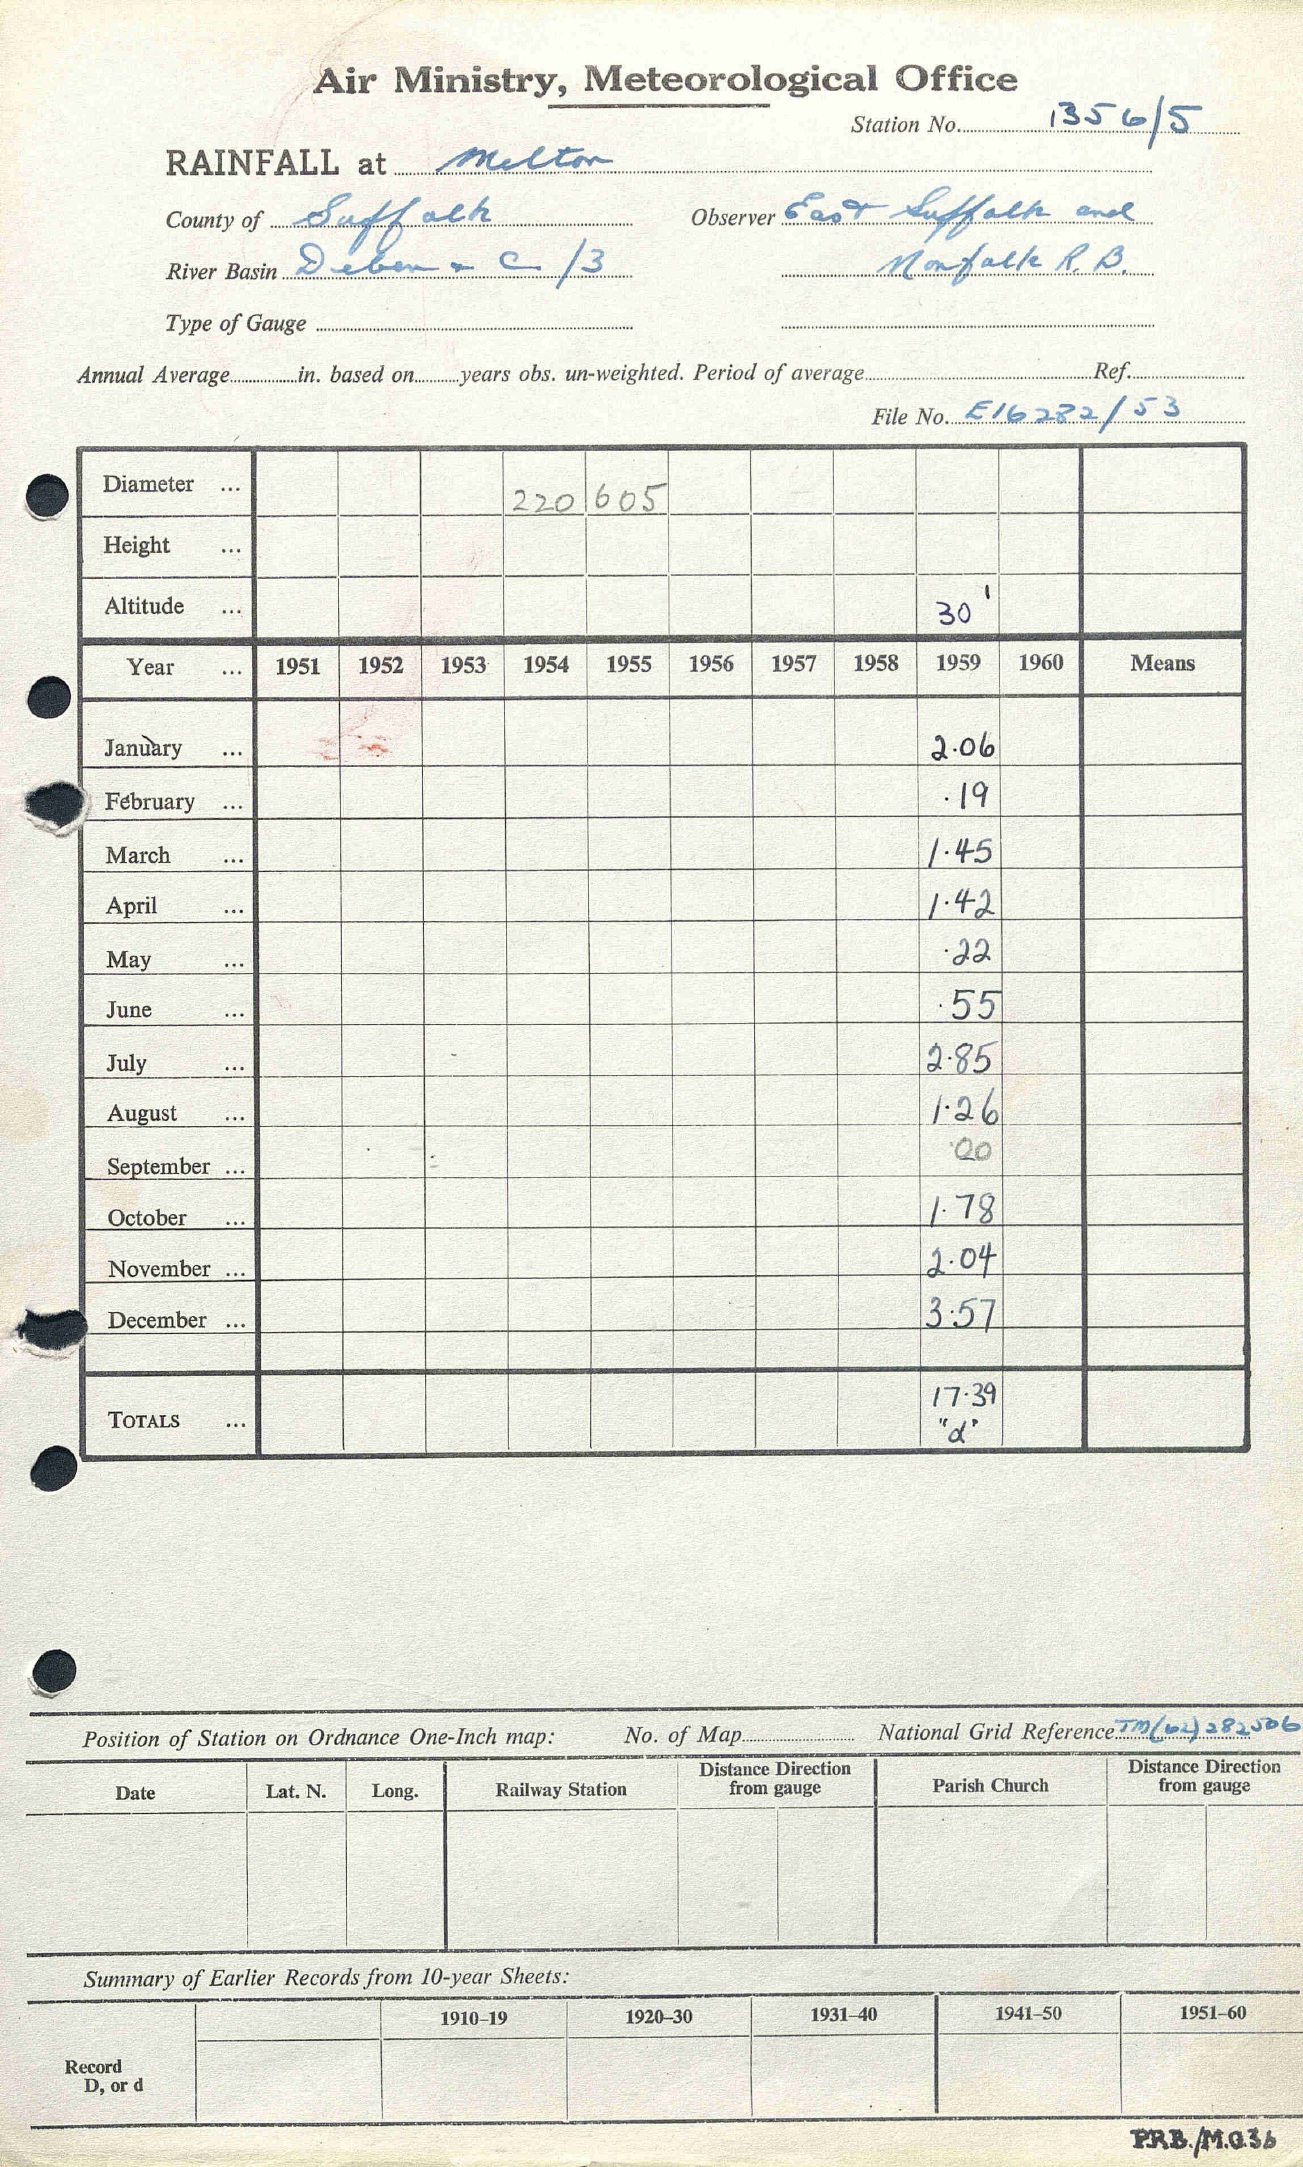 Air Ministry, Meteorological Office
Station No. 1356/5
RAINFALL at Melton
County of Suffolk Observer East Suffolk and
River Basin Deben & C /3 Norfolk R. B.
Type of Gauge
Annual Average in. based on years obs. un-weighted. Period of average Ref.
File No. E16282/53
Diameter ... 220 605
Height ...
Altitude ... 30'
Year ... 1951 1952 1953 1954 1955 1956 1957 1958 1959 1960 Means
January ... 2.06
February ... .19
March ... 1.45
April ... 1.42
May ... .22
June ... .55
July ... 2.85
August ... 1.26
September ... .00
October ... 1.78
November ... 2.04
December ... 3.57
TOTALS ... 17.39
"d"
Position of Station on Ordnance One-Inch map: No. of Map National Grid Reference TM(62)282506
Date Lat. N. Long. Railway Station Distance Direction from gauge Parish Church Distance Direction from gauge
Summary of Earlier Records from 10-year Sheets:
1910–19 1920–30 1931–40 1941–50 1951–60
Record
D, or d
P.R.B./M.O.3b